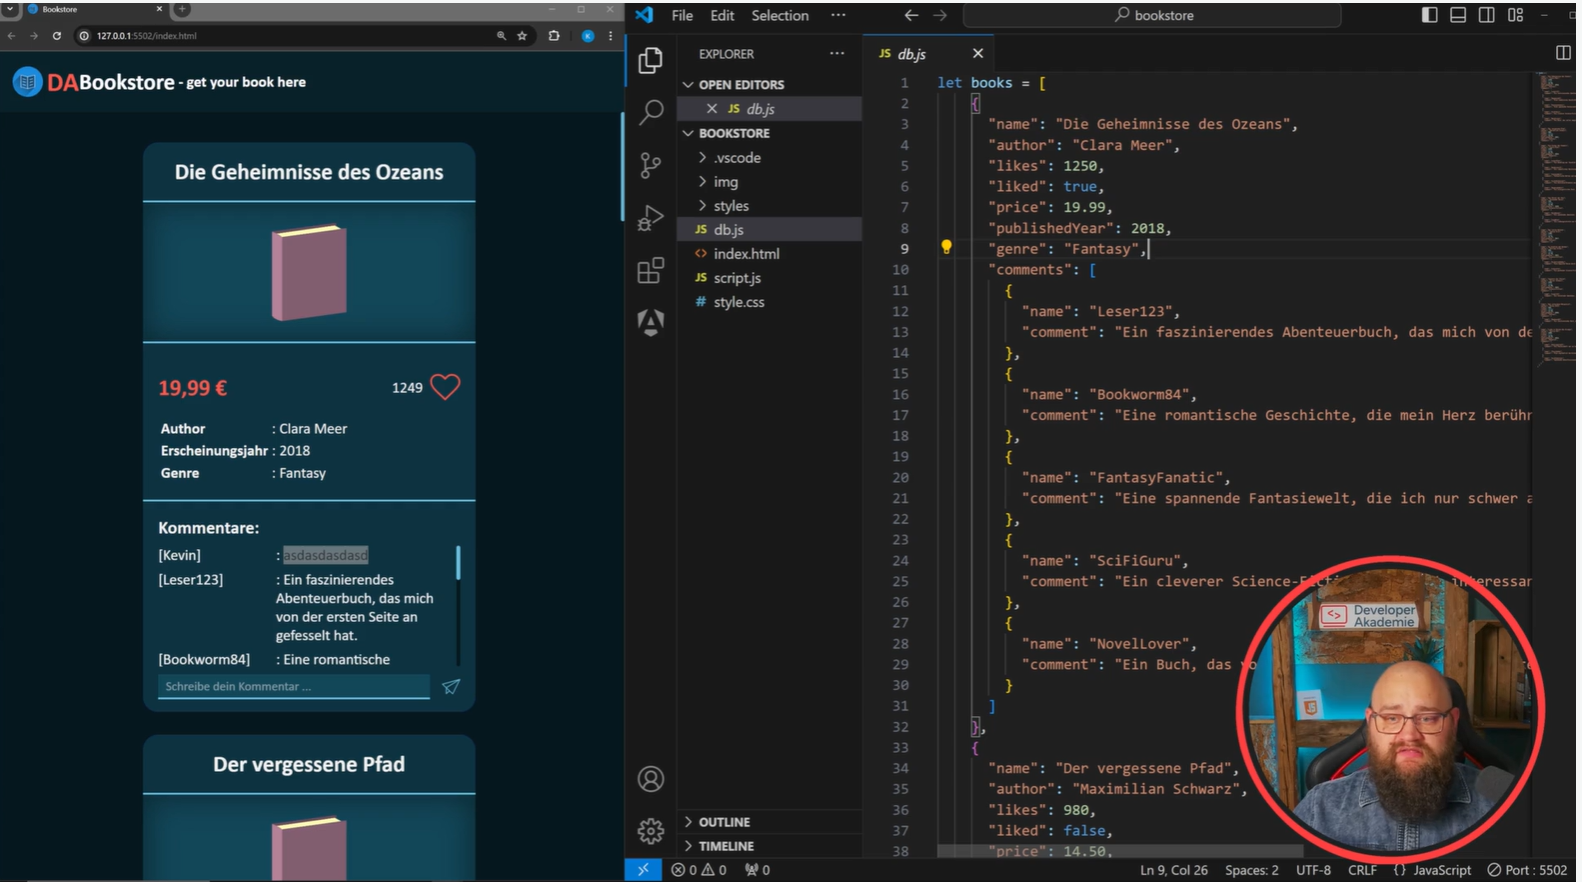 Bookstore
127.0.0.1:5502/index.html
K
DABookstore - get your book here
Die Geheimnisse des Ozeans
19,99 €
1249
Author : Clara Meer
Erscheinungsjahr : 2018
Genre : Fantasy
Kommentare:
[Kevin] : asdasdasdasd
[Leser123] : Ein faszinierendes
Abenteuerbuch, das mich
von der ersten Seite an
gefesselt hat.
[Bookworm84] : Eine romantische
Schreibe dein Kommentar ...
Der vergessene Pfad
File Edit Selection ···
bookstore
EXPLORER ···
OPEN EDITORS
JS db.js
BOOKSTORE
.vscode
img
styles
JS db.js
<> index.html
JS script.js
# style.css
OUTLINE
TIMELINE
JS db.js
1 let books = [
2 {
3 "name": "Die Geheimnisse des Ozeans",
4 "author": "Clara Meer",
5 "likes": 1250,
6 "liked": true,
7 "price": 19.99,
8 "publishedYear": 2018,
9 "genre": "Fantasy",
10 "comments": [
11 {
12 "name": "Leser123",
13 "comment": "Ein faszinierendes Abenteuerbuch, das mich von de
14 },
15 {
16 "name": "Bookworm84",
17 "comment": "Eine romantische Geschichte, die mein Herz berühr
18 },
19 {
20 "name": "FantasyFanatic",
21 "comment": "Eine spannende Fantasiewelt, die ich nur schwer a
22 },
23 {
24 "name": "SciFiGuru",
25 "comment": "Ein cleverer Science-Fiction interessan
26 },
27 {
28 "name": "NovelLover",
29 "comment": "Ein Buch, das vo re
30 }
31 ]
32 },
33 {
34 "name": "Der vergessene Pfad",
35 "author": "Maximilian Schwarz",
36 "likes": 980,
37 "liked": false,
38 "price": 14.50,
<> Developer
Akademie
0 0 0
Ln 9, Col 26 Spaces: 2 UTF-8 CRLF {} JavaScript Port : 5502